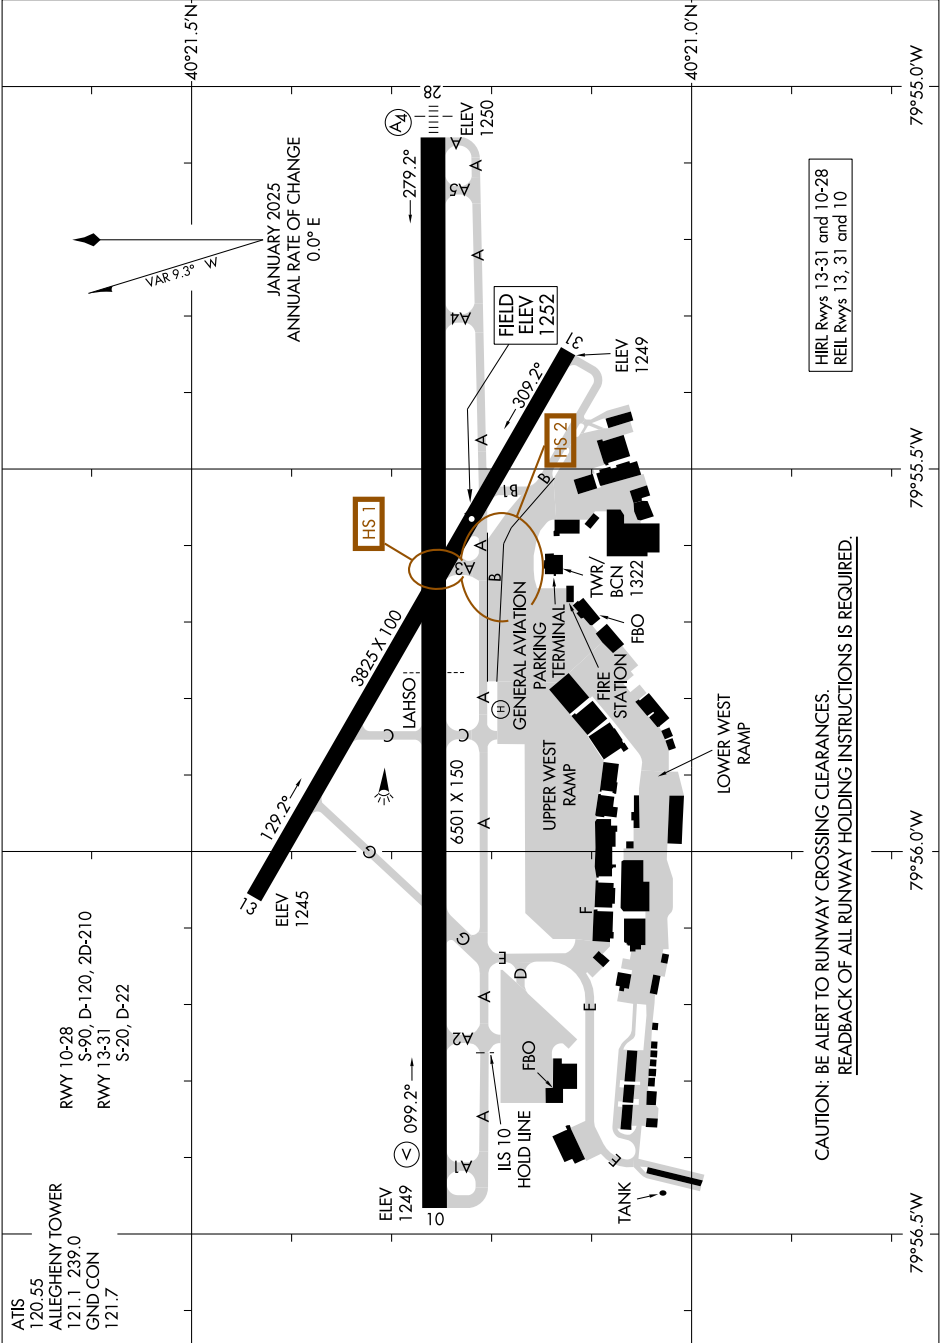 ATIS
120.55
ALLEGHENY TOWER
121.1 239.0
GND CON
121.7
RWY 10-28
S-90, D-120, 2D-210
RWY 13-31
S-20, D-22
JANUARY 2025
ANNUAL RATE OF CHANGE
0.0° E
VAR 9.3° W
40°21.5'N
40°21.0'N
79°55.0'W
79°55.5'W
79°56.0'W
79°56.5'W
13
ELEV
1245
129.2°
3825 X 100
G
G
C
C
LAHSO
HS 1
HS 2
FIELD
ELEV
1252
309.2°
31
ELEV
1249
28
A4
ELEV
1250
279.2°
10
ELEV
1249
V
099.2°
6501 X 150
A
A5
A
A
A4
A
B1
A
A3
B
B
A
A
A
A2
A
A1
ILS 10
HOLD LINE
H
GENERAL AVIATION
PARKING
TERMINAL
TWR/
BCN
1322
FIRE
STATION
FBO
UPPER WEST
RAMP
LOWER WEST
RAMP
F
E
D
E
E
FBO
TANK
HIRL Rwys 13-31 and 10-28
REIL Rwys 13, 31 and 10
CAUTION: BE ALERT TO RUNWAY CROSSING CLEARANCES.
READBACK OF ALL RUNWAY HOLDING INSTRUCTIONS IS REQUIRED.